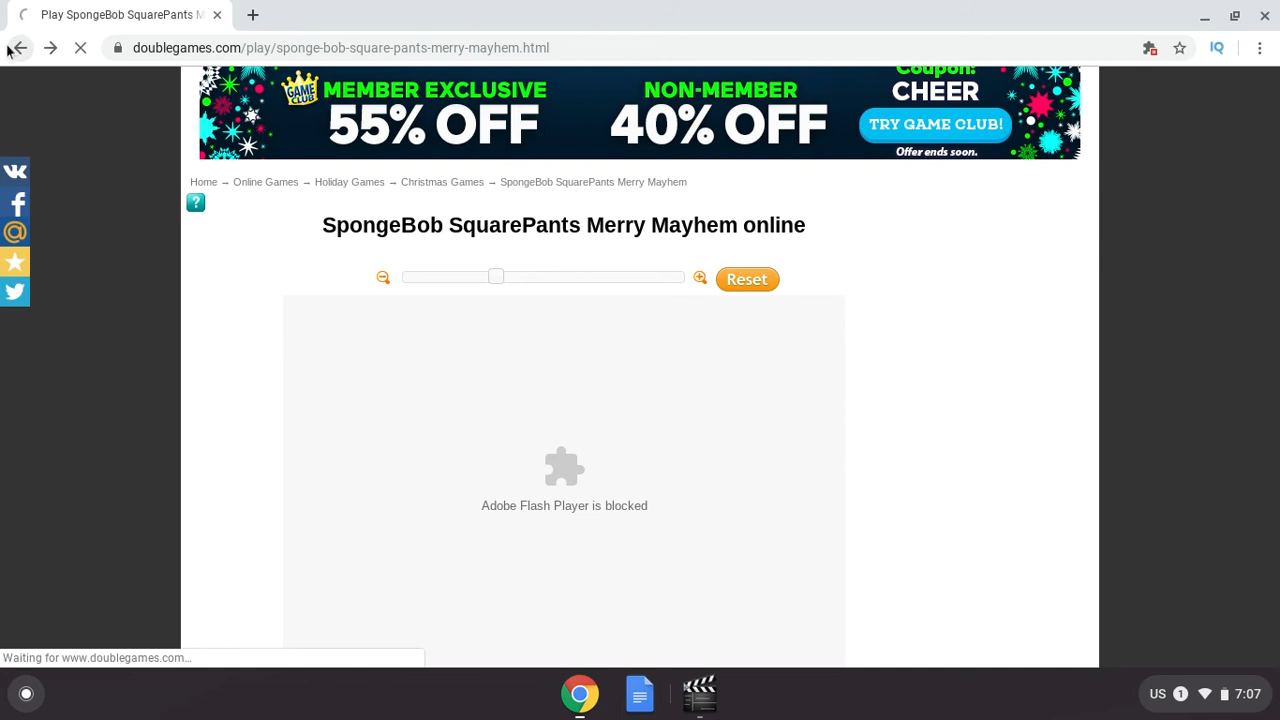 Play SpongeBob SquarePants M
doublegames.com/play/sponge-bob-square-pants-merry-mayhem.html
IQ
GAME
CLUB
MEMBER EXCLUSIVE
55% OFF
NON-MEMBER
40% OFF
Coupon:
CHEER
TRY GAME CLUB!
Offer ends soon.
Home → Online Games → Holiday Games → Christmas Games → SpongeBob SquarePants Merry Mayhem
?
SpongeBob SquarePants Merry Mayhem online
Reset
Adobe Flash Player is blocked
Waiting for www.doublegames.com...
US 1 7:07